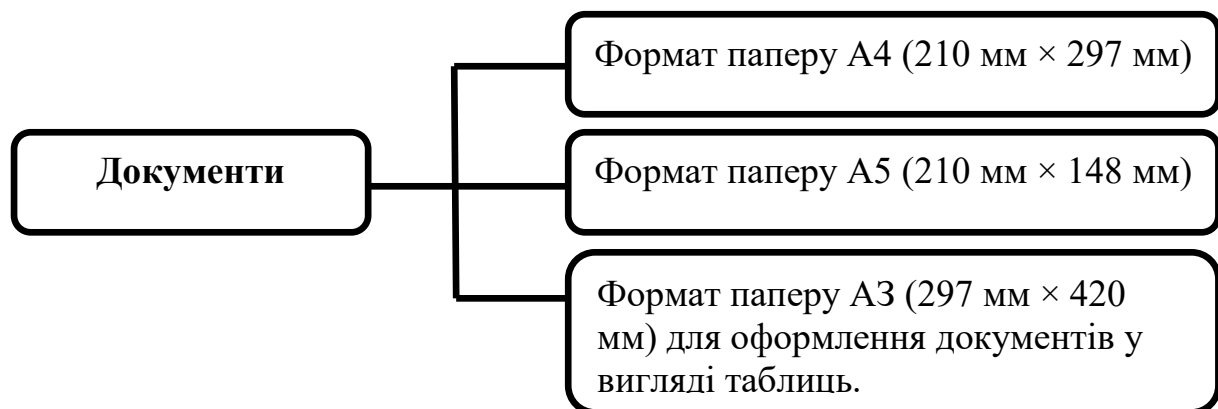 Формат паперу А4 (210 мм × 297 мм)
Документи
Формат паперу А5 (210 мм × 148 мм)
Формат паперу А3 (297 мм × 420
мм) для оформлення документів у
вигляді таблиць.